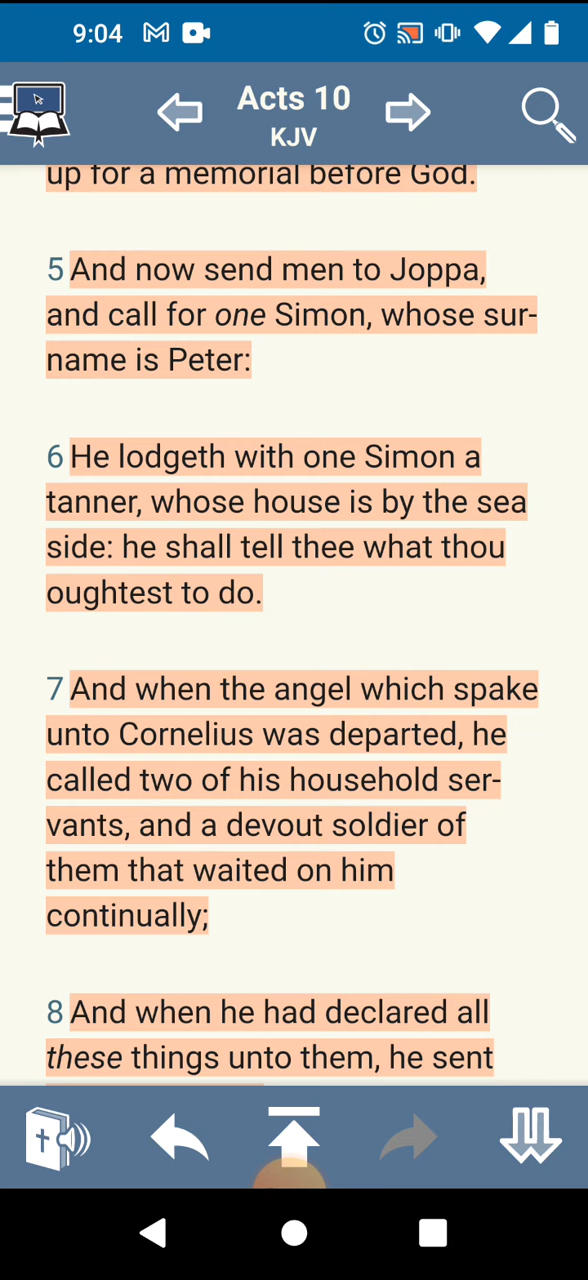 9:04
Acts 10
KJV
up for a memorial before God.
5 And now send men to Joppa,
and call for one Simon, whose sur-
name is Peter:
6 He lodgeth with one Simon a
tanner, whose house is by the sea
side: he shall tell thee what thou
oughtest to do.
7 And when the angel which spake
unto Cornelius was departed, he
called two of his household ser-
vants, and a devout soldier of
them that waited on him
continually;
8 And when he had declared all
these things unto them, he sent